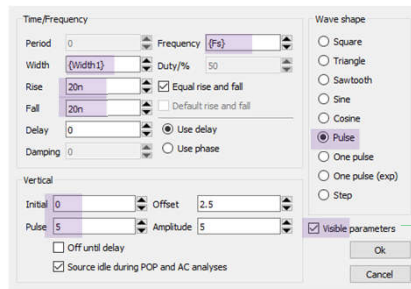 Time/Frequency
Period 0 Frequency {Fs}
Width {Width1} Duty/% 50
Rise 20n Equal rise and fall
Fall 20n Default rise and fall
Delay 0 Use delay
Damping 0 Use phase
Vertical
Initial 0 Offset 2.5
Pulse 5 Amplitude 5
Off until delay
Source idle during POP and AC analyses
Wave shape
Square
Triangle
Sawtooth
Sine
Cosine
Pulse
One pulse
One pulse (exp)
Step
Visible parameters
Ok
Cancel